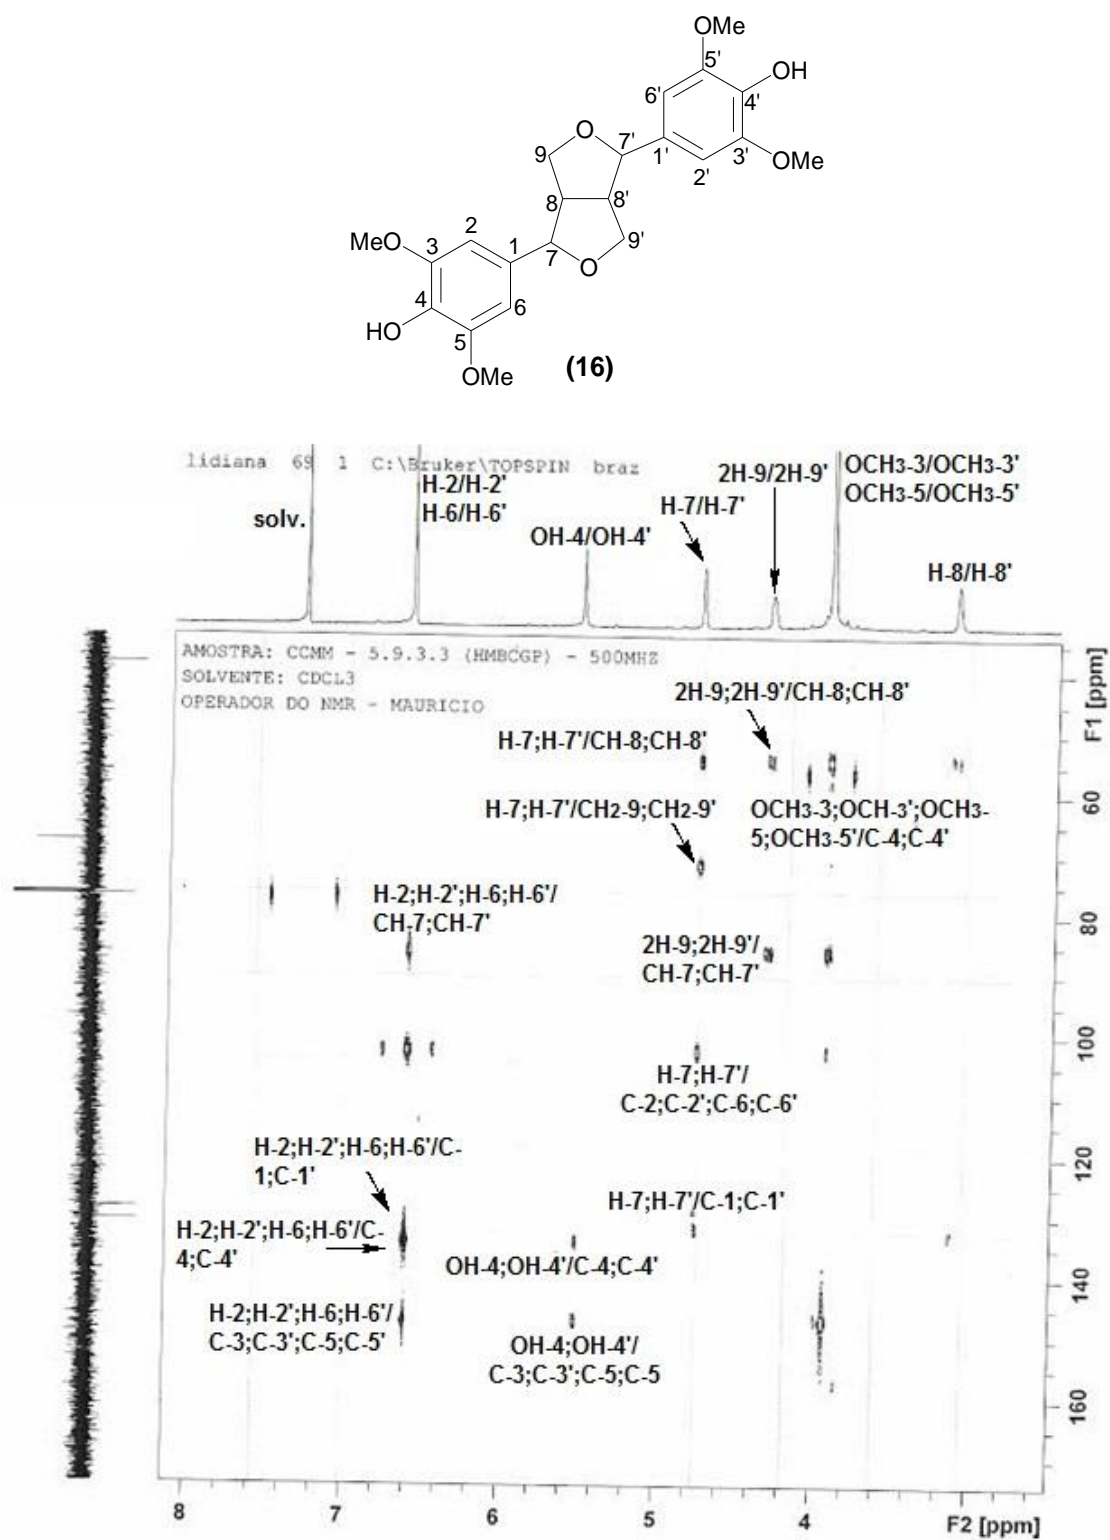 OMe
5'
OH
6'
4'
O
7'
9
1'
3'
OMe
2'
8
8'
2
MeO
3
1
9'
7
O
4
6
HO
5
(16)
OMe
lidiana 69 1 C:\Bruker\TOPSPIN braz
2H-9/2H-9'
OCH3-3/OCH3-3'
H-2/H-2'
OCH3-5/OCH3-5'
H-7/H-7'
solv.
H-6/H-6'
OH-4/OH-4'
H-8/H-8'
AMOSTRA: CCMM - 5.9.3.3 (HMBCGP) - 500MHZ
SOLVENTE: CDCL3
OPERADOR DO NMR - MAURICIO
2H-9;2H-9'/CH-8;CH-8'
F1 [ppm]
H-7;H-7'/CH-8;CH-8'
H-7;H-7'/CH2-9;CH2-9'
OCH3-3;OCH-3';OCH3-
5;OCH3-5'/C-4;C-4'
60
H-2;H-2';H-6;H-6'/
CH-7;CH-7'
80
2H-9;2H-9'/
CH-7;CH-7'
100
H-7;H-7'/
C-2;C-2';C-6;C-6'
H-2;H-2';H-6;H-6'/C-
1;C-1'
120
H-7;H-7'/C-1;C-1'
H-2;H-2';H-6;H-6'/C-
4;C-4'
OH-4;OH-4'/C-4;C-4'
140
H-2;H-2';H-6;H-6'/
C-3;C-3';C-5;C-5'
OH-4;OH-4'/
C-3;C-3';C-5;C-5
160
8 7 6 5 4 F2 [ppm]